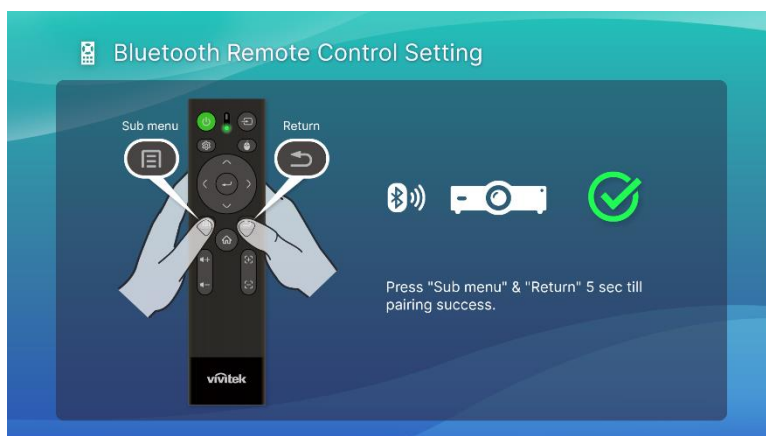 Bluetooth Remote Control Setting
Sub menu
Return
vivitek
Press "Sub menu" & "Return" 5 sec till
pairing success.